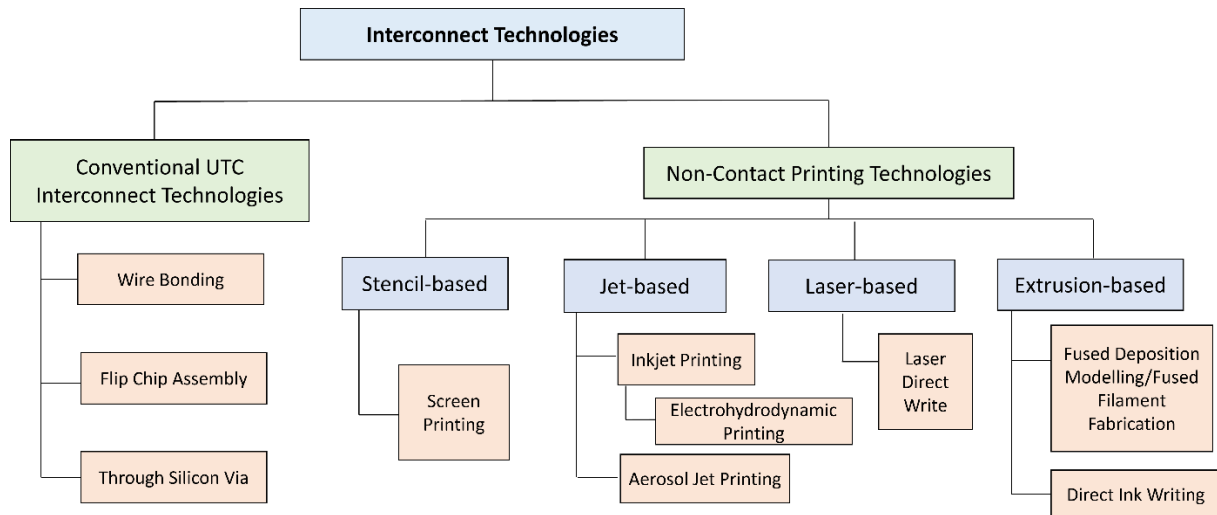 Interconnect Technologies
Conventional UTC
Interconnect Technologies
Non-Contact Printing Technologies
Wire Bonding
Flip Chip Assembly
Through Silicon Via
Stencil-based
Screen
Printing
Jet-based
Inkjet Printing
Electrohydrodynamic
Printing
Aerosol Jet Printing
Laser-based
Laser
Direct
Write
Extrusion-based
Fused Deposition
Modelling/Fused
Filament
Fabrication
Direct Ink Writing